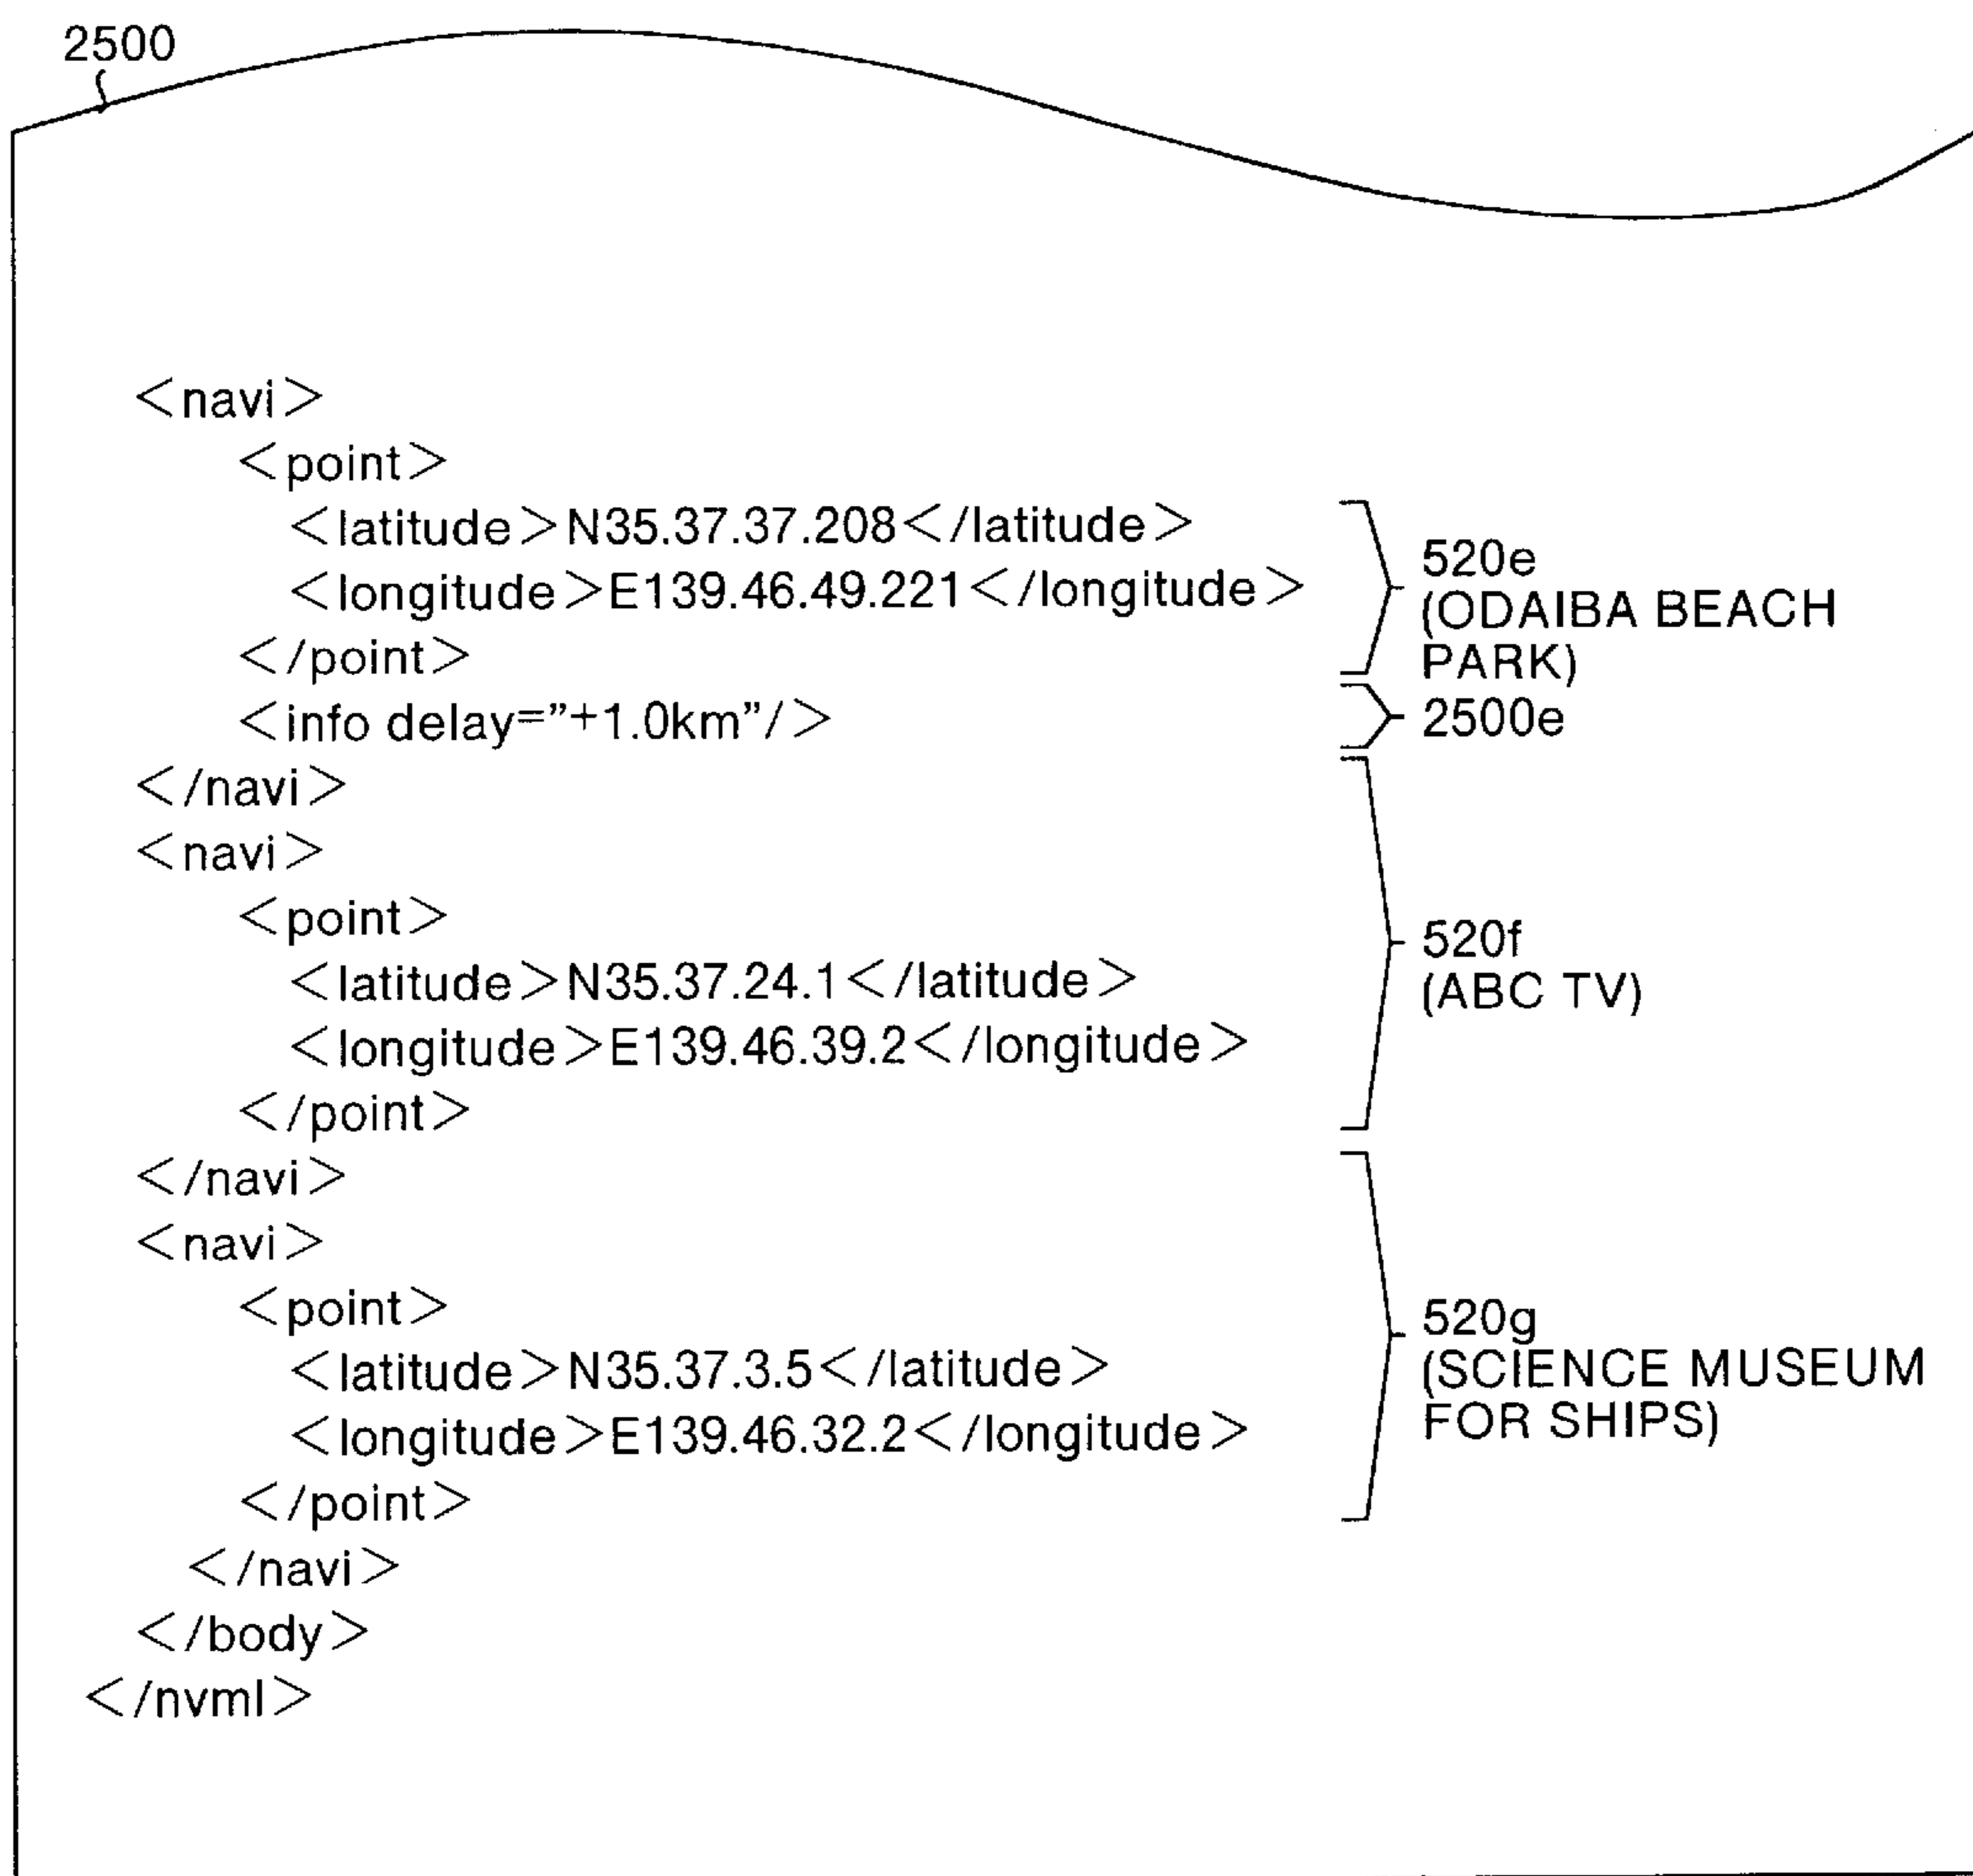 2500
<navi>
<point>
<latitude>N35.37.37.208</latitude>
<longitude>E139.46.49.221</longitude>
</point>
<info delay="+1.0km"/>
</navi>
<navi>
<point>
<latitude>N35.37.24.1</latitude>
<longitude>E139.46.39.2</longitude>
</point>
</navi>
<navi>
<point>
<latitude>N35.37.3.5</latitude>
<longitude>E139.46.32.2</longitude>
</point>
</navi>
</body>
</nvml>
520e
(ODAIBA BEACH
PARK)
2500e
520f
(ABC TV)
520g
(SCIENCE MUSEUM
FOR SHIPS)